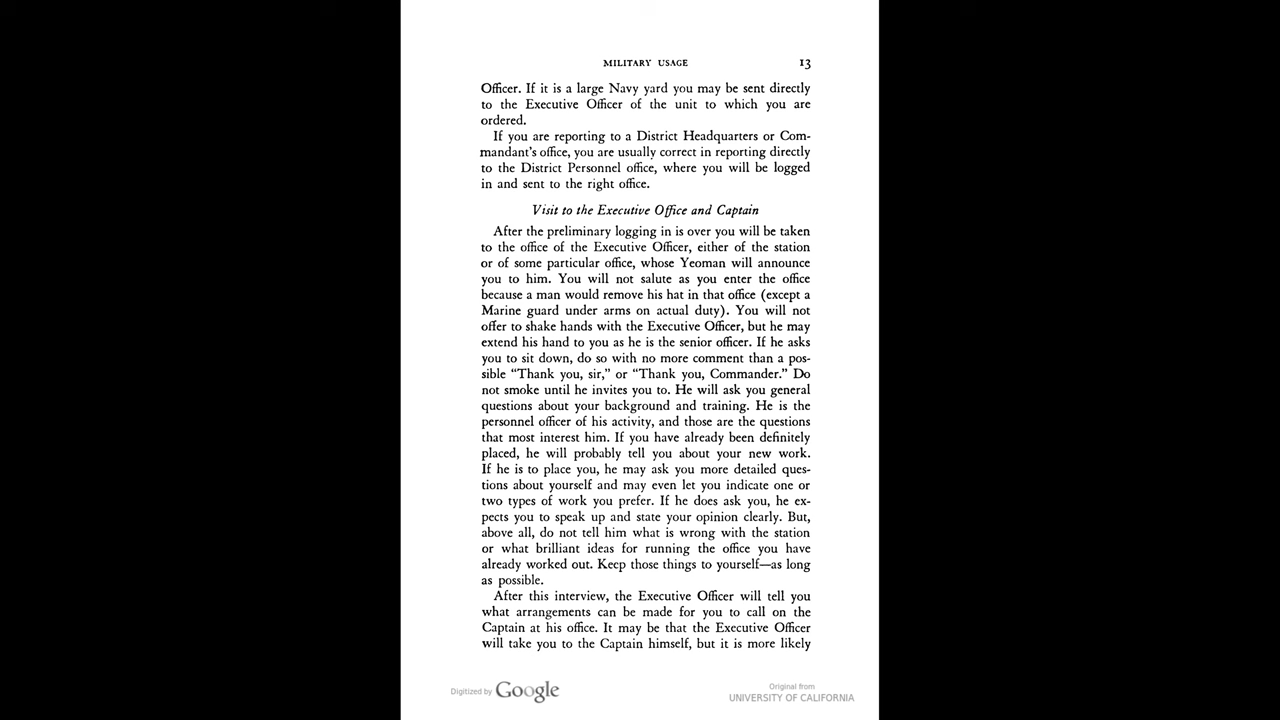 MILITARY USAGE 13
Officer. If it is a large Navy yard you may be sent directly
to the Executive Officer of the unit to which you are
ordered.
If you are reporting to a District Headquarters or Com-
mandant's office, you are usually correct in reporting directly
to the District Personnel office, where you will be logged
in and sent to the right office.
Visit to the Executive Office and Captain
After the preliminary logging in is over you will be taken
to the office of the Executive Officer, either of the station
or of some particular office, whose Yeoman will announce
you to him. You will not salute as you enter the office
because a man would remove his hat in that office (except a
Marine guard under arms on actual duty). You will not
offer to shake hands with the Executive Officer, but he may
extend his hand to you as he is the senior officer. If he asks
you to sit down, do so with no more comment than a pos-
sible “Thank you, sir,” or “Thank you, Commander.” Do
not smoke until he invites you to. He will ask you general
questions about your background and training. He is the
personnel officer of his activity, and those are the questions
that most interest him. If you have already been definitely
placed, he will probably tell you about your new work.
If he is to place you, he may ask you more detailed ques-
tions about yourself and may even let you indicate one or
two types of work you prefer. If he does ask you, he ex-
pects you to speak up and state your opinion clearly. But,
above all, do not tell him what is wrong with the station
or what brilliant ideas for running the office you have
already worked out. Keep those things to yourself—as long
as possible.
After this interview, the Executive Officer will tell you
what arrangements can be made for you to call on the
Captain at his office. It may be that the Executive Officer
will take you to the Captain himself, but it is more likely
Digitized by Google
Original from
UNIVERSITY OF CALIFORNIA